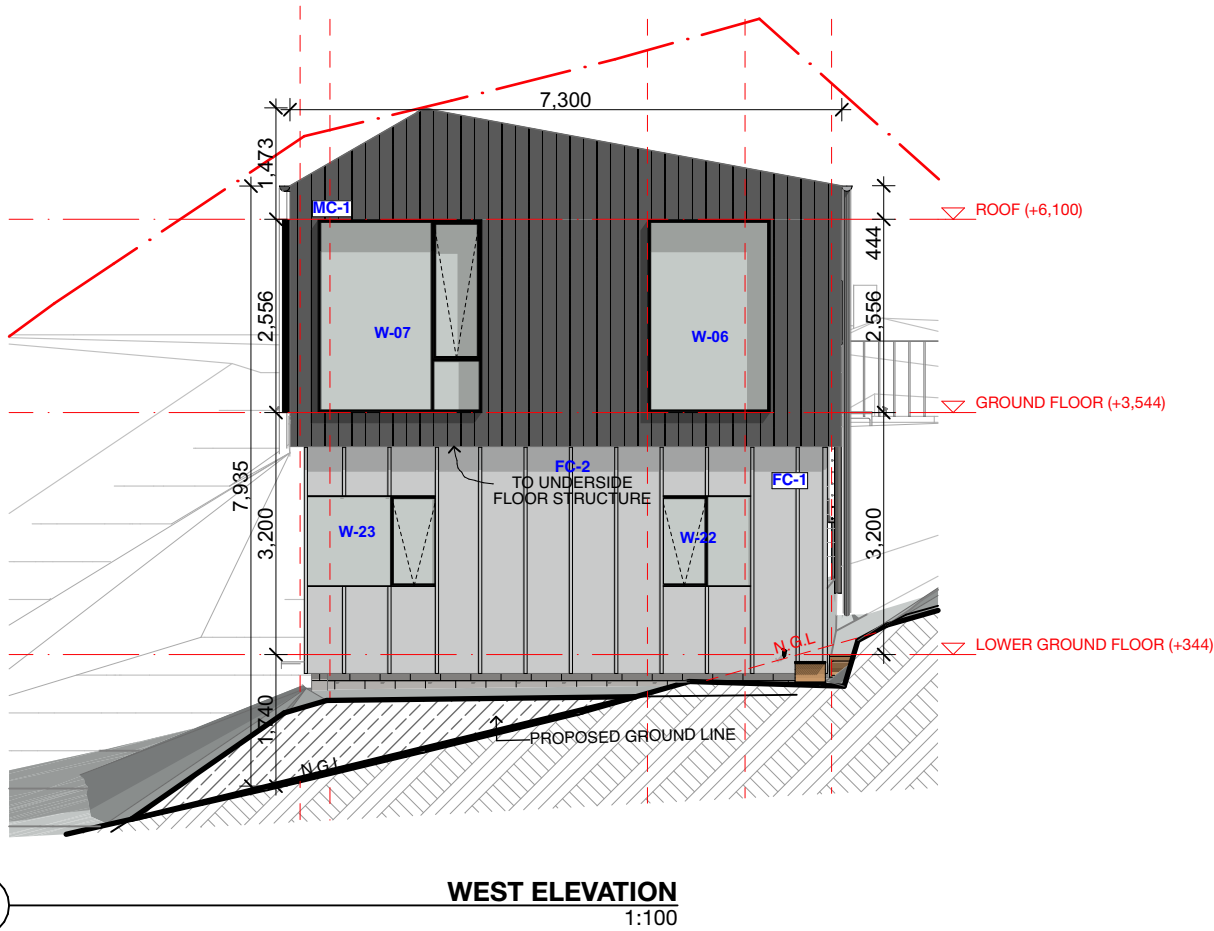 7,300
1,473
MC-1
ROOF (+6,100)
444
2,556
2,556
W-07
W-06
GROUND FLOOR (+3,544)
7,935
FC-2
TO UNDERSIDE
FLOOR STRUCTURE
FC-1
3,200
3,200
W-23
W-22
N.G.L
LOWER GROUND FLOOR (+344)
1,740
PROPOSED GROUND LINE
N.G.L
WEST ELEVATION
1:100